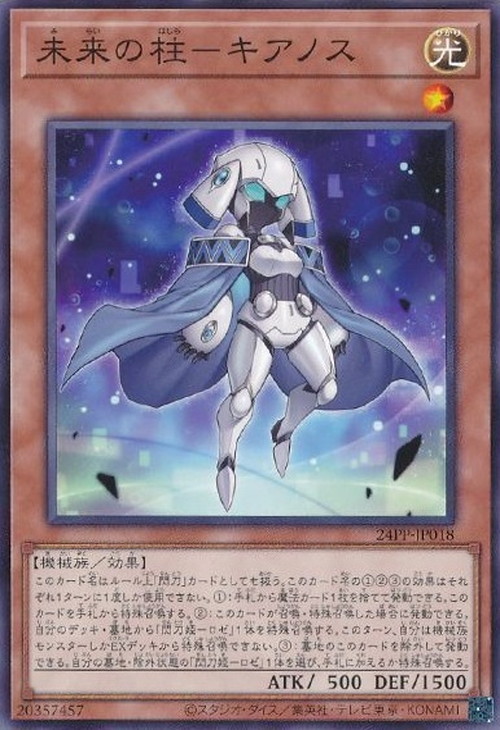 未来の柱－キアノス
光
24PP-JP018
【機械族／効果】
このカード名はルール上「閃刀」カードとしても扱う。このカード名の①②③の効果はそれ
ぞれ1ターンに1度しか使用できない。①：手札から魔法カード1枚を捨てて発動できる。この
カードを手札から特殊召喚する。②：このカードが召喚・特殊召喚した場合に発動できる。
自分のデッキ・墓地から「閃刀姫－ロゼ」1体を特殊召喚する。このターン、自分は機械族
モンスターしかEXデッキから特殊召喚できない。③：墓地のこのカードを除外して発動
できる。自分の墓地・除外状態の「閃刀姫－ロゼ」1体を選び、手札に加えるか特殊召喚する。
ATK/ 500 DEF/1500
20357457 ©スタジオ・ダイス／集英社・テレビ東京・KONAMI